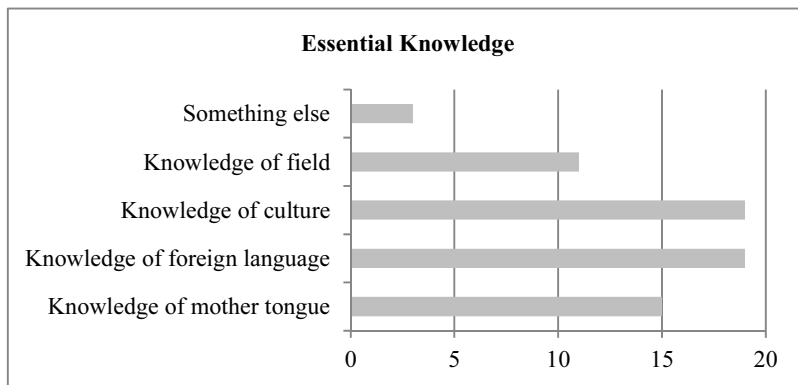 Essential Knowledge
Something else
Knowledge of field
Knowledge of culture
Knowledge of foreign language
Knowledge of mother tongue
0 5 10 15 20